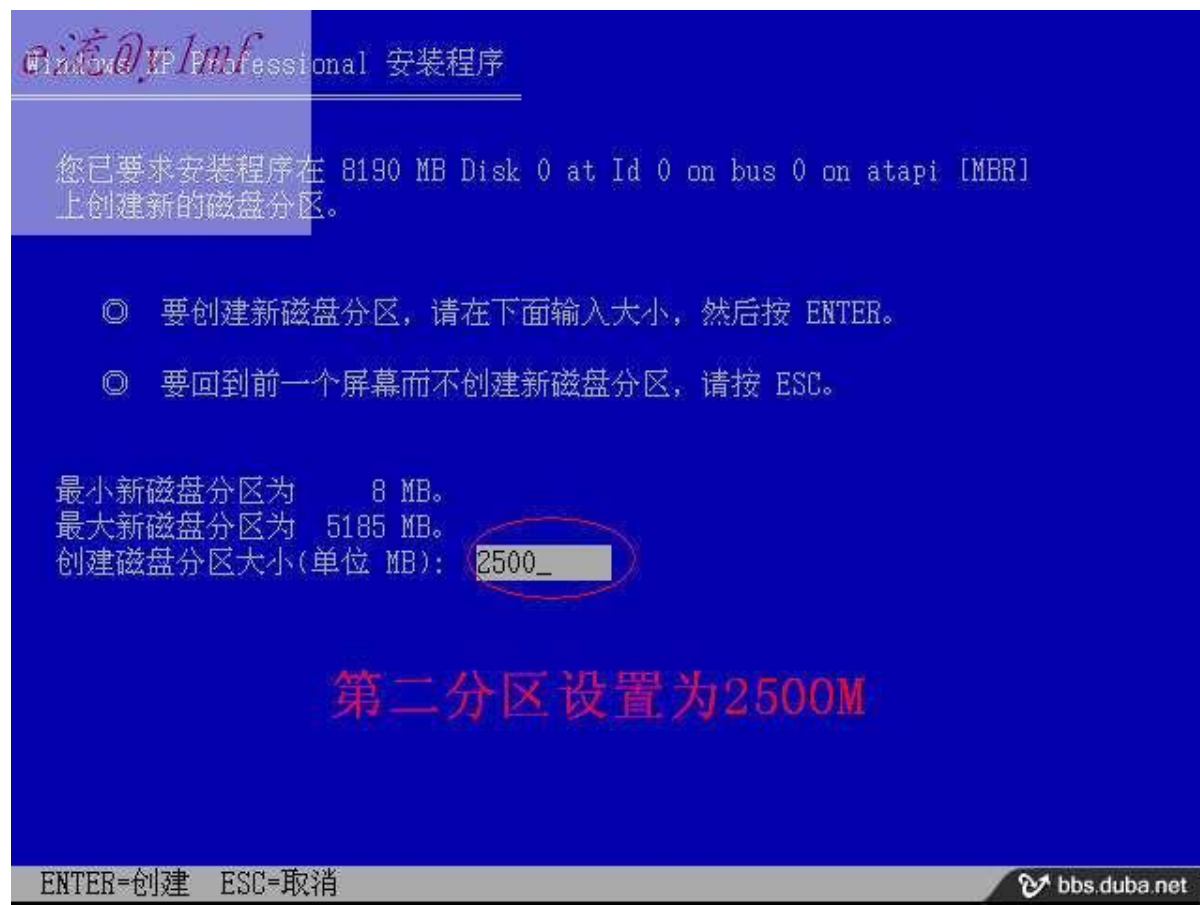 e流@ylmf
Windows XP Professional 安装程序
您已要求安装程序在 8190 MB Disk 0 at Id 0 on bus 0 on atapi [MBR]
上创建新的磁盘分区。
◎ 要创建新磁盘分区，请在下面输入大小，然后按 ENTER。
◎ 要回到前一个屏幕而不创建新磁盘分区，请按 ESC。
最小新磁盘分区为 8 MB。
最大新磁盘分区为 5185 MB。
创建磁盘分区大小(单位 MB): 2500_
第二分区设置为2500M
ENTER=创建 ESC=取消
bbs.duba.net